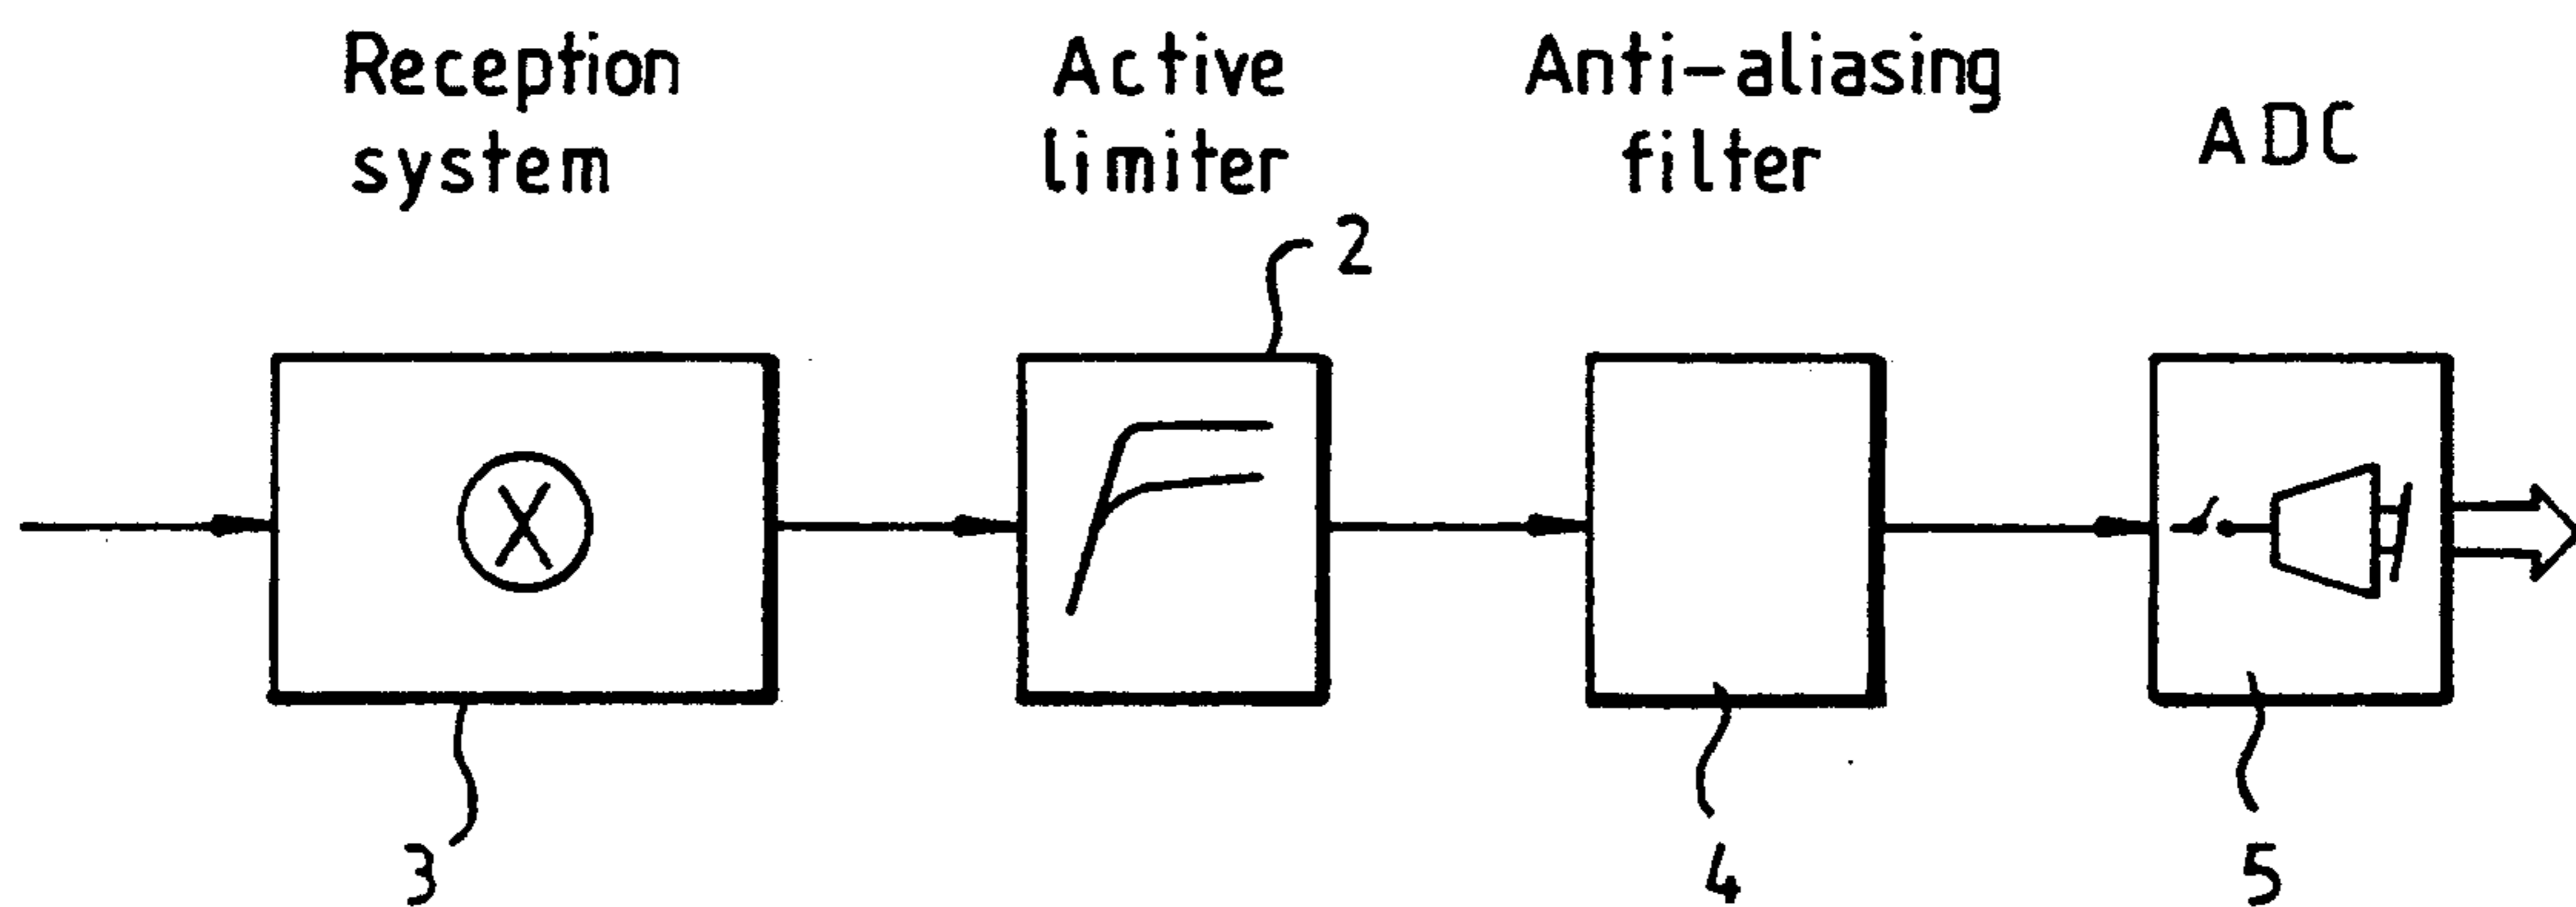 Reception
system
Active
limiter
Anti-aliasing
filter
ADC
2
X
3
4
5